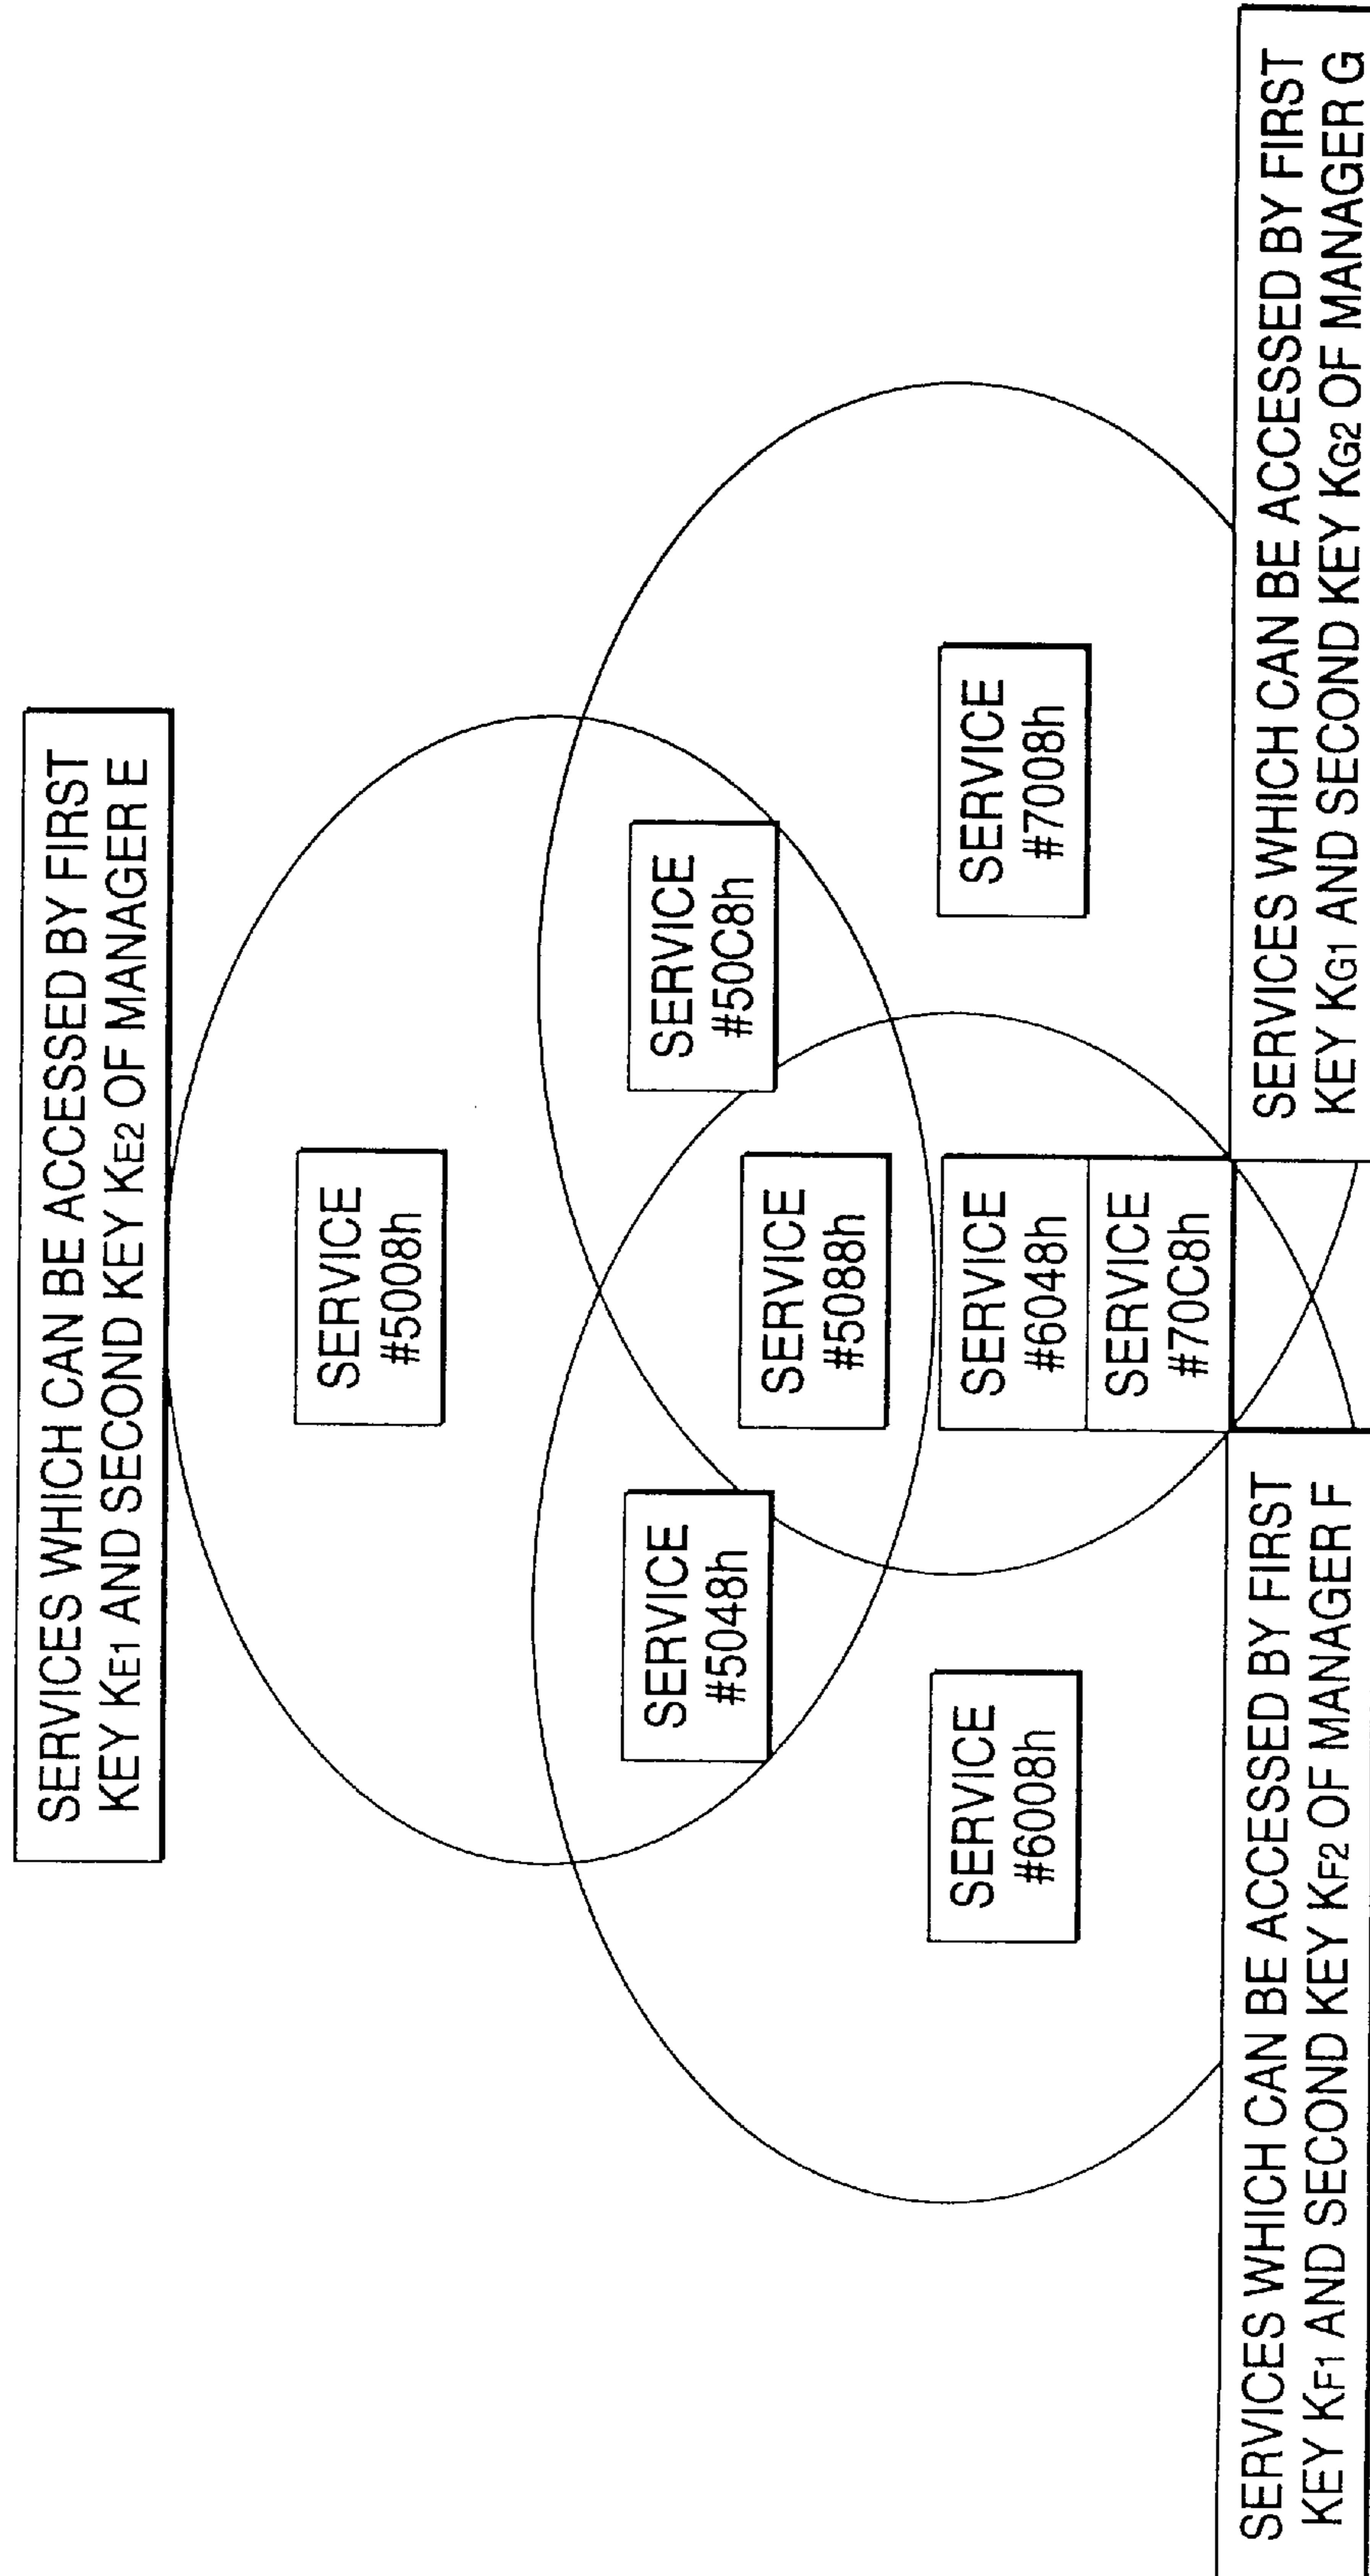 SERVICES WHICH CAN BE ACCESSED BY FIRST
KEY KE1 AND SECOND KEY KE2 OF MANAGER E
SERVICE
#5008h
SERVICE
#5048h
SERVICE
#50C8h
SERVICE
#5088h
SERVICE
#6008h
SERVICE
#6048h
SERVICE
#70C8h
SERVICE
#7008h
SERVICES WHICH CAN BE ACCESSED BY FIRST
KEY KF1 AND SECOND KEY KF2 OF MANAGER F
SERVICES WHICH CAN BE ACCESSED BY FIRST
KEY KG1 AND SECOND KEY KG2 OF MANAGER G